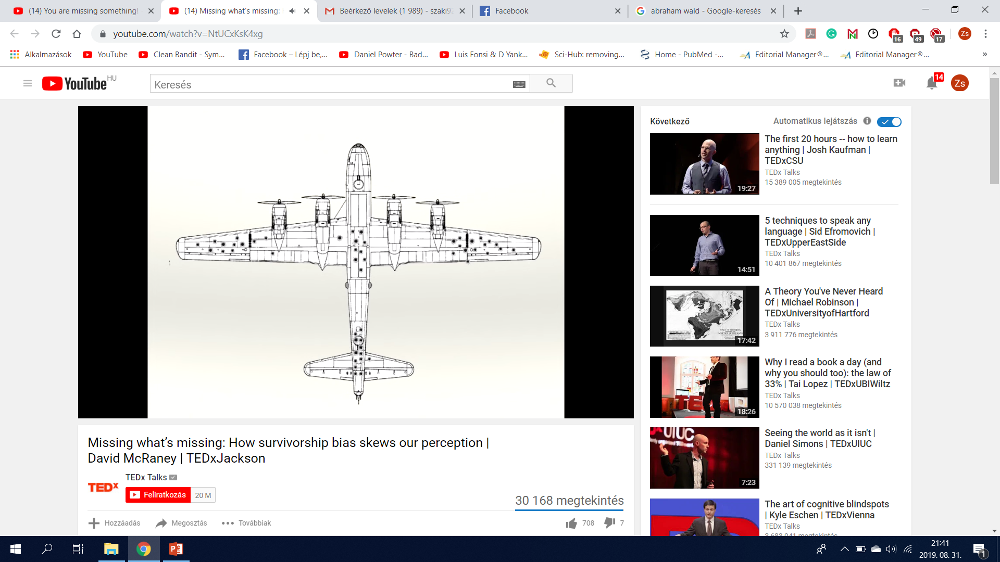 (14) You are missing something! -
(14) Missing what's missing:
Beérkező levelek (1 989) - szaki92
Facebook
abraham wald - Google-keresés
youtube.com/watch?v=NtUCxKsK4xg
16
49
17
Zs
Alkalmazások
YouTube
Clean Bandit - Sym...
Facebook – Lépj be,...
Daniel Powter - Bad...
Luis Fonsi & D Yank...
Sci-Hub: removing...
Home - PubMed -...
Editorial Manager®...
Editorial Manager®...
»
YouTube HU
Keresés
14
Zs
Következő
Automatikus lejátszás
The first 20 hours -- how to learn
anything | Josh Kaufman |
TEDxCSU
TEDx Talks
15 389 005 megtekintés
19:27
5 techniques to speak any
language | Sid Efromovich |
TEDxUpperEastSide
TEDx Talks
10 401 867 megtekintés
14:51
A Theory You've Never Heard
Of | Michael Robinson |
TEDxUniversityofHartford
TEDx Talks
3 911 776 megtekintés
17:42
Why I read a book a day (and
why you should too): the law of
33% | Tai Lopez | TEDxUBIWiltz
TEDx Talks
10 570 038 megtekintés
18:26
Seeing the world as it isn't |
Daniel Simons | TEDxUIUC
TEDx Talks
331 139 megtekintés
7:23
The art of cognitive blindspots
| Kyle Eschen | TEDxVienna
TEDx Talks
3 683 041 megtekintés
Missing what's missing: How survivorship bias skews our perception |
David McRaney | TEDxJackson
TEDx
TEDx Talks
Feliratkozás
20 M
30 168 megtekintés
Hozzáadás
Megosztás
Továbbiak
708
7
21:41
2019. 08. 31.
1